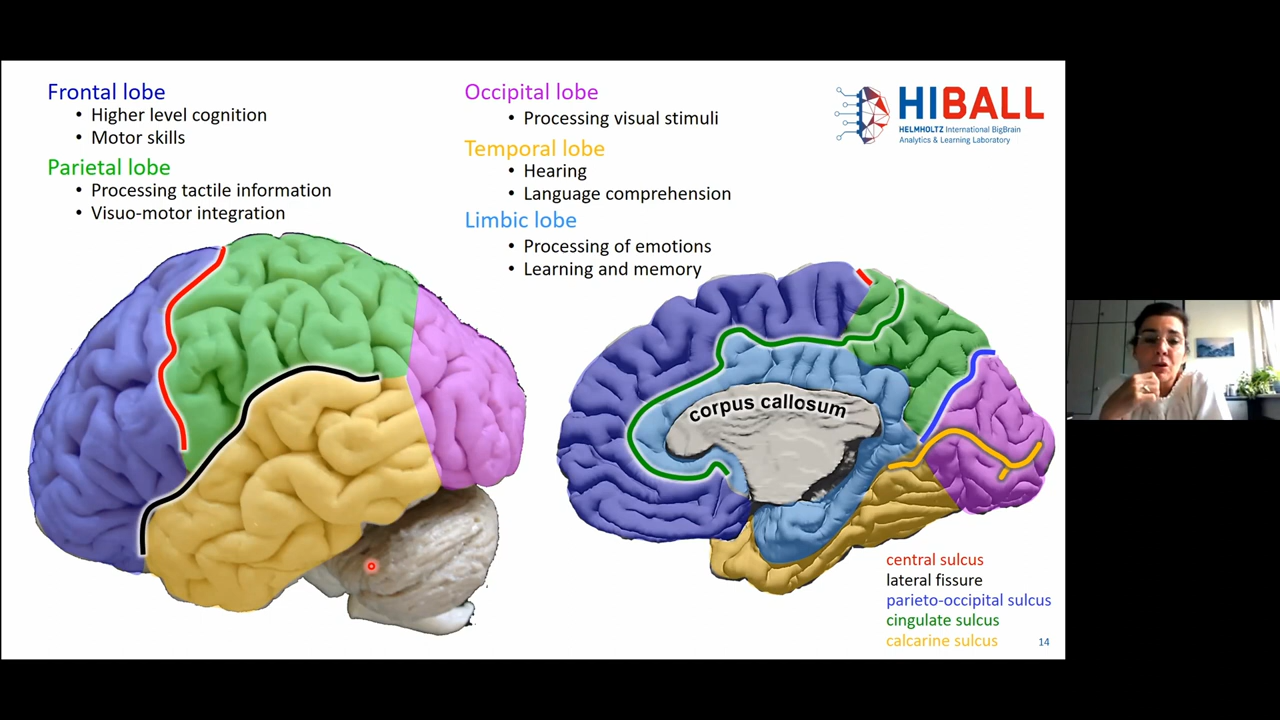 Frontal lobe
• Higher level cognition
• Motor skills
Parietal lobe
• Processing tactile information
• Visuo-motor integration
Occipital lobe
• Processing visual stimuli
Temporal lobe
• Hearing
• Language comprehension
Limbic lobe
• Processing of emotions
• Learning and memory
HIBALL
HELMHOLTZ International BigBrain
Analytics & Learning Laboratory
corpus callosum
central sulcus
lateral fissure
parieto-occipital sulcus
cingulate sulcus
calcarine sulcus
14